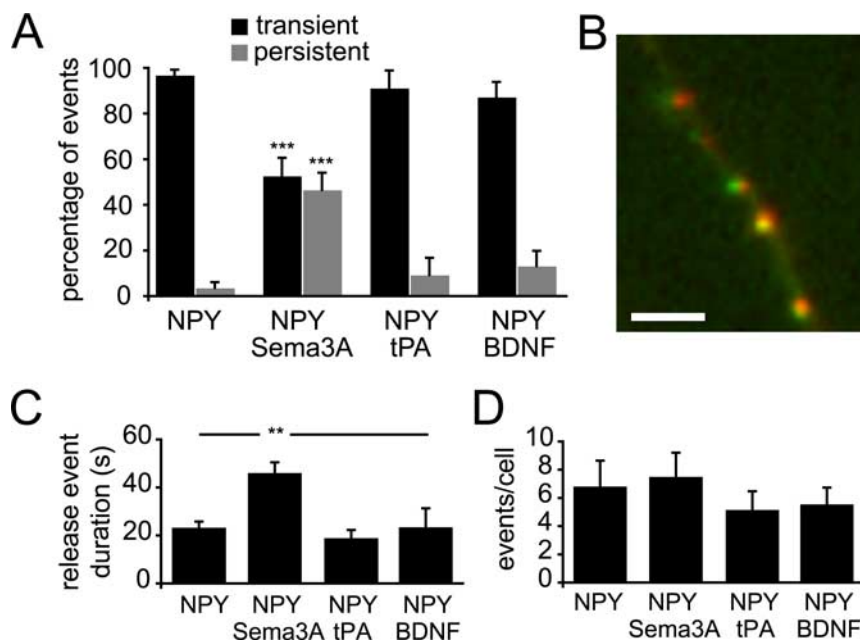 A
transient
persistent
percentage of events
100
80
60
40
20
0
***
***
NPY
NPY
Sema3A
NPY
tPA
NPY
BDNF
B
C
release event
duration (s)
60
40
20
0
**
NPY
NPY
Sema3A
NPY
tPA
NPY
BDNF
D
events/cell
10
8
6
4
2
0
NPY
NPY
Sema3A
NPY
tPA
NPY
BDNF